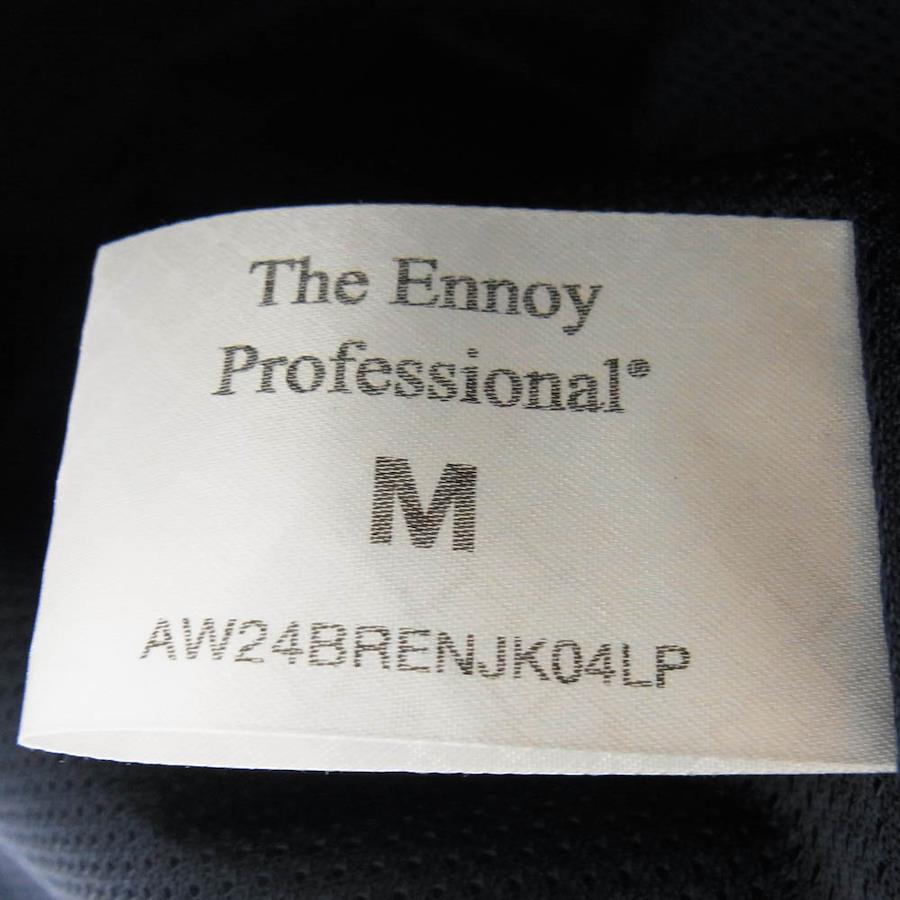 The Ennoy
Professional®
M
AW24BRENJK04LP